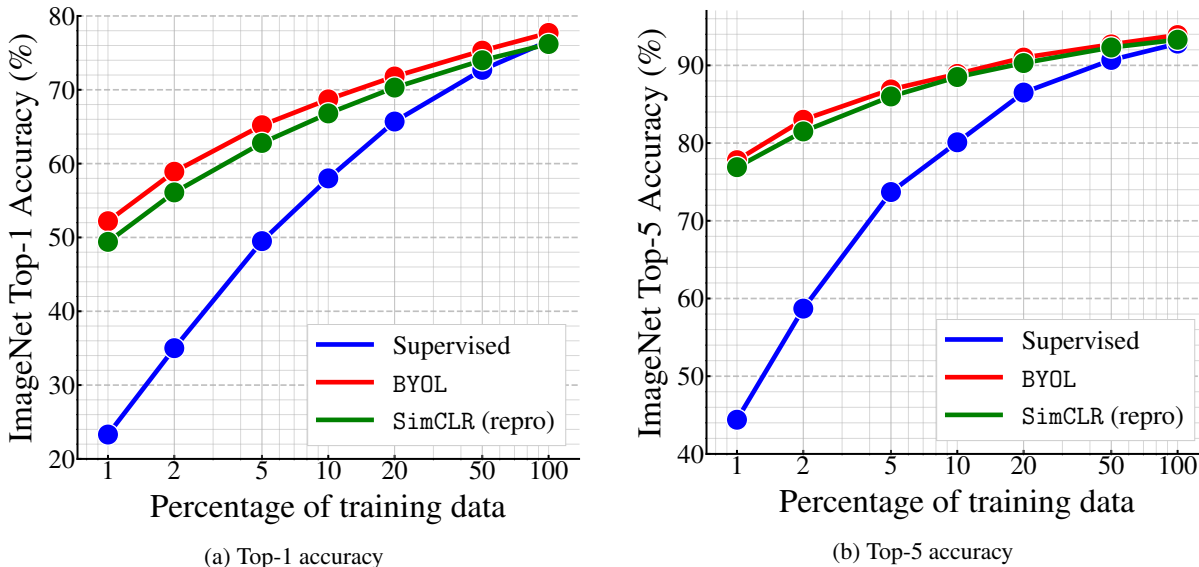 80
70
60
50
40
30
20
ImageNet Top-1 Accuracy (%)
Supervised
BYOL
SimCLR (repro)
1 2 5 10 20 50 100
Percentage of training data
(a) Top-1 accuracy
90
80
70
60
50
40
ImageNet Top-5 Accuracy (%)
Supervised
BYOL
SimCLR (repro)
1 2 5 10 20 50 100
Percentage of training data
(b) Top-5 accuracy